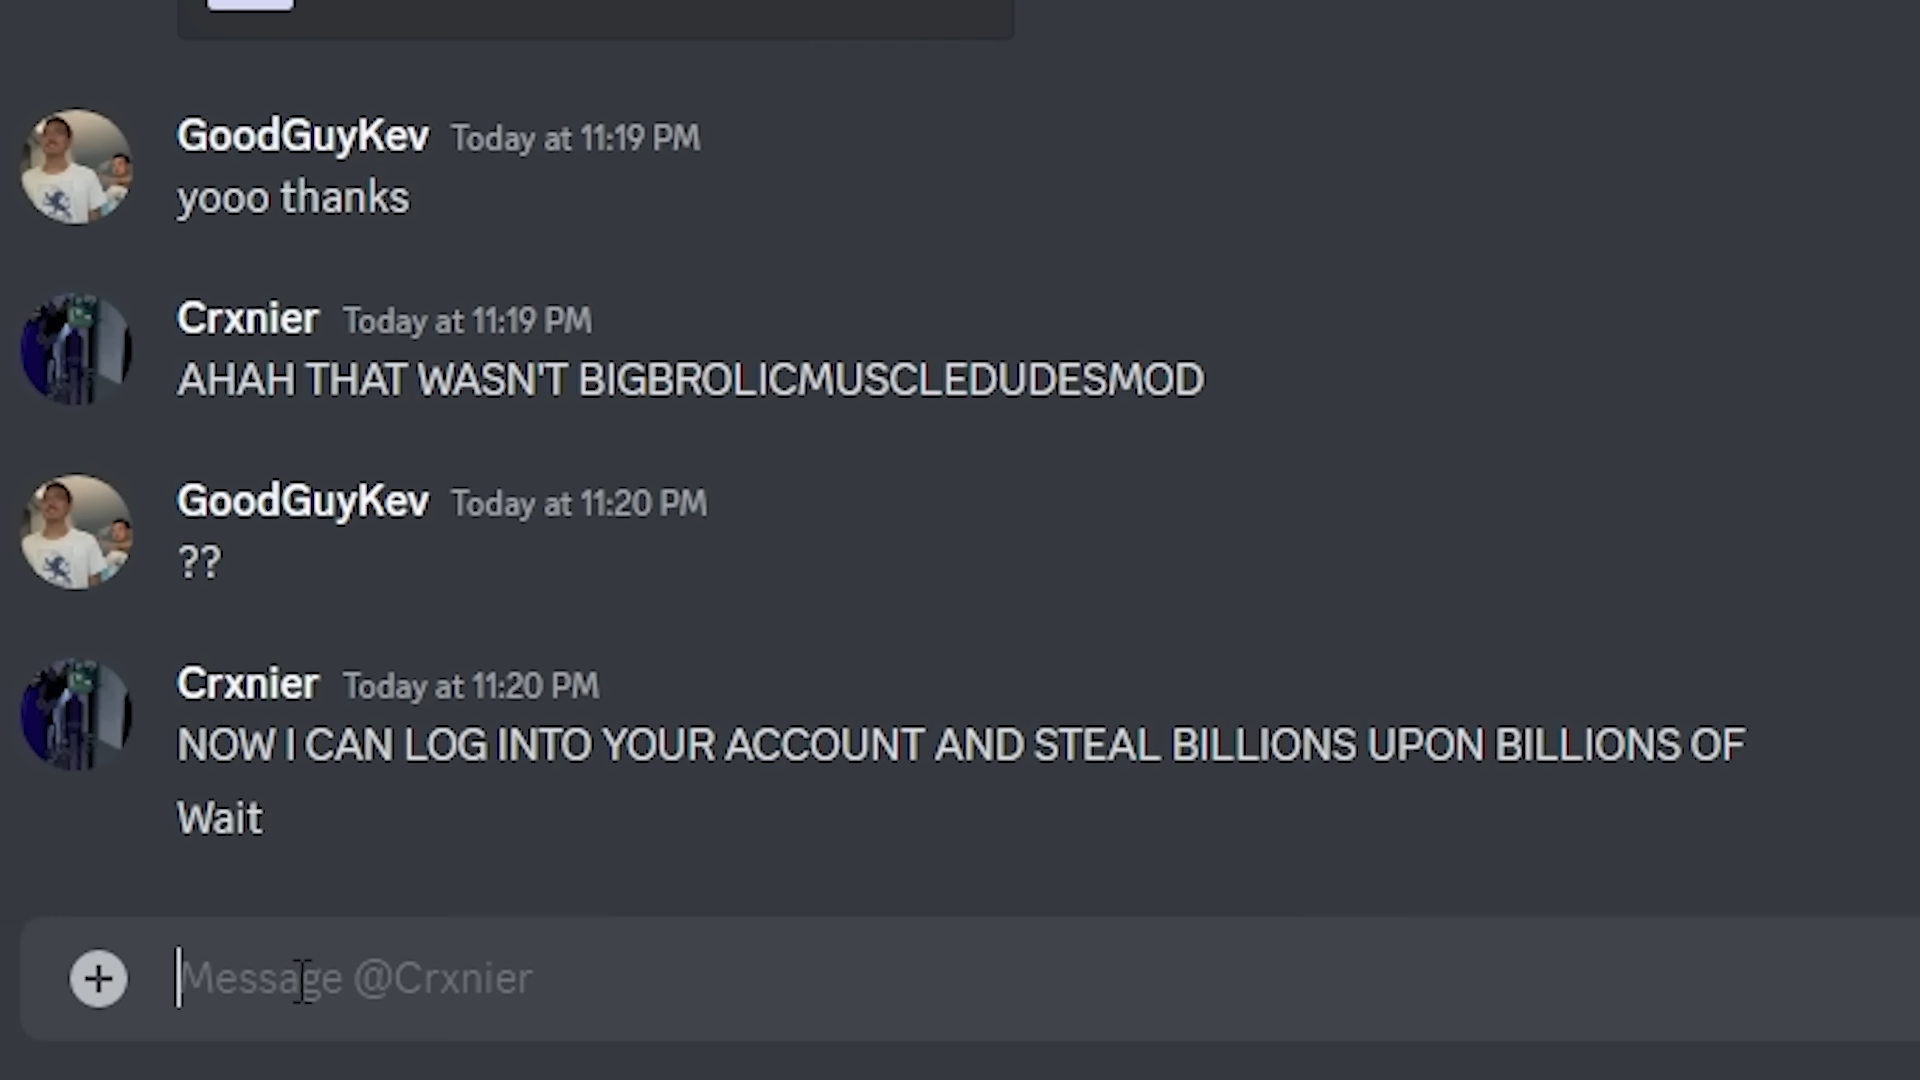 GoodGuyKev Today at 11:19 PM
yooo thanks
Crxnier Today at 11:19 PM
AHAH THAT WASN'T BIGBROLICMUSCLEDUDESMOD
GoodGuyKev Today at 11:20 PM
??
Crxnier Today at 11:20 PM
NOW I CAN LOG INTO YOUR ACCOUNT AND STEAL BILLIONS UPON BILLIONS OF
Wait
Message @Crxnier